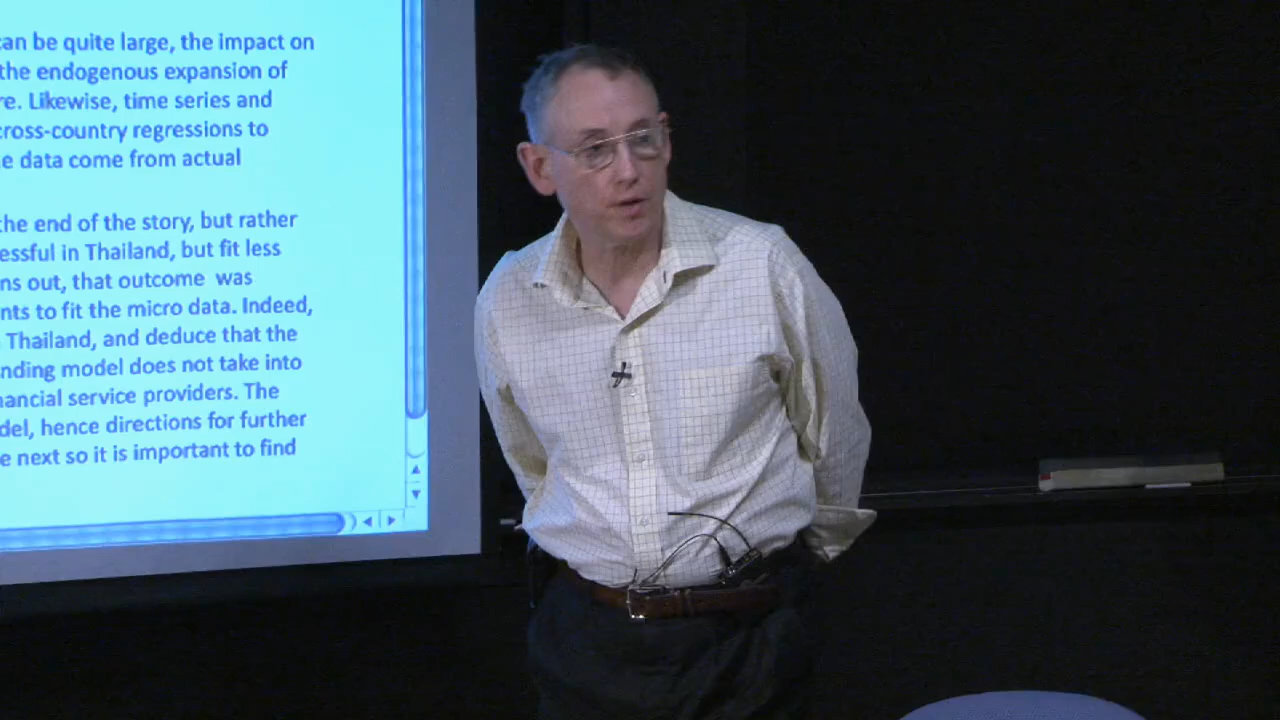 can be quite large, the impact on
the endogenous expansion of
re. Likewise, time series and
cross-country regressions to
e data come from actual
the end of the story, but rather
essful in Thailand, but fit less
ns out, that outcome was
nts to fit the micro data. Indeed,
Thailand, and deduce that the
nding model does not take into
nancial service providers. The
del, hence directions for further
e next so it is important to find